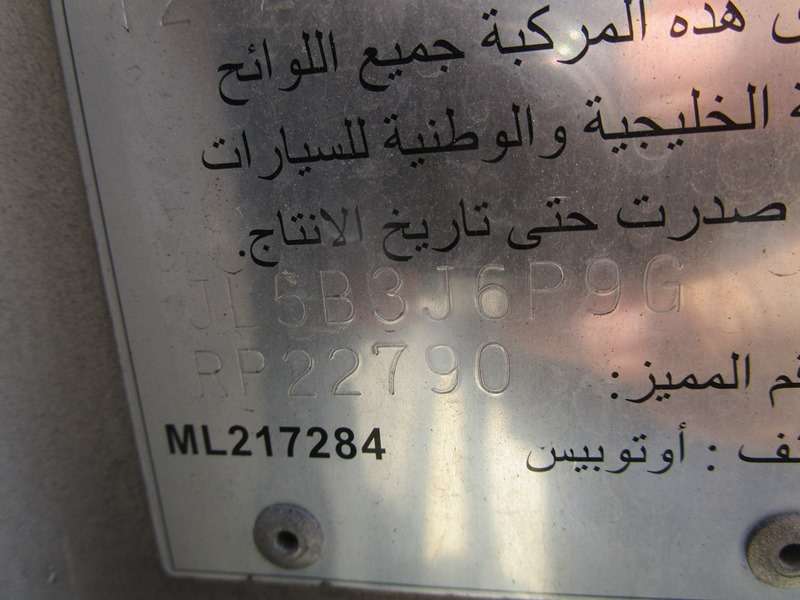 هذه المركبة جميع اللوائح
الخليجية والوطنية للسيارات
صدرت حتى تاريخ الانتاج.
JL5B3J6P9G
RP22790
المميز:
أوتوبيس :
ML217284